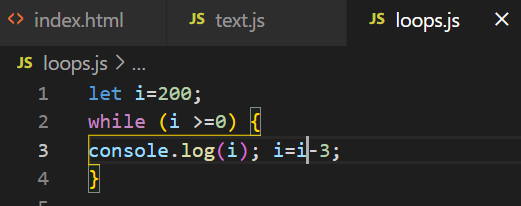 <> index.html JS text.js JS loops.js ×
JS loops.js > ...
1 let i=200;
2 while (i >=0) {
3 console.log(i); i=i-3;
4 }
5